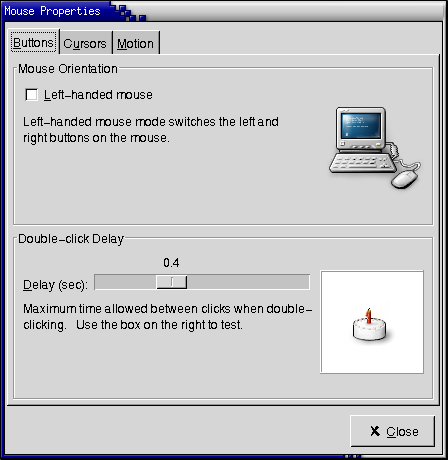 Mouse Properties
Buttons Cursors Motion
Mouse Orientation
Left-handed mouse
Left-handed mouse mode switches the left and
right buttons on the mouse.
Double-click Delay
0.4
Delay (sec):
Maximum time allowed between clicks when double-
clicking. Use the box on the right to test.
Close